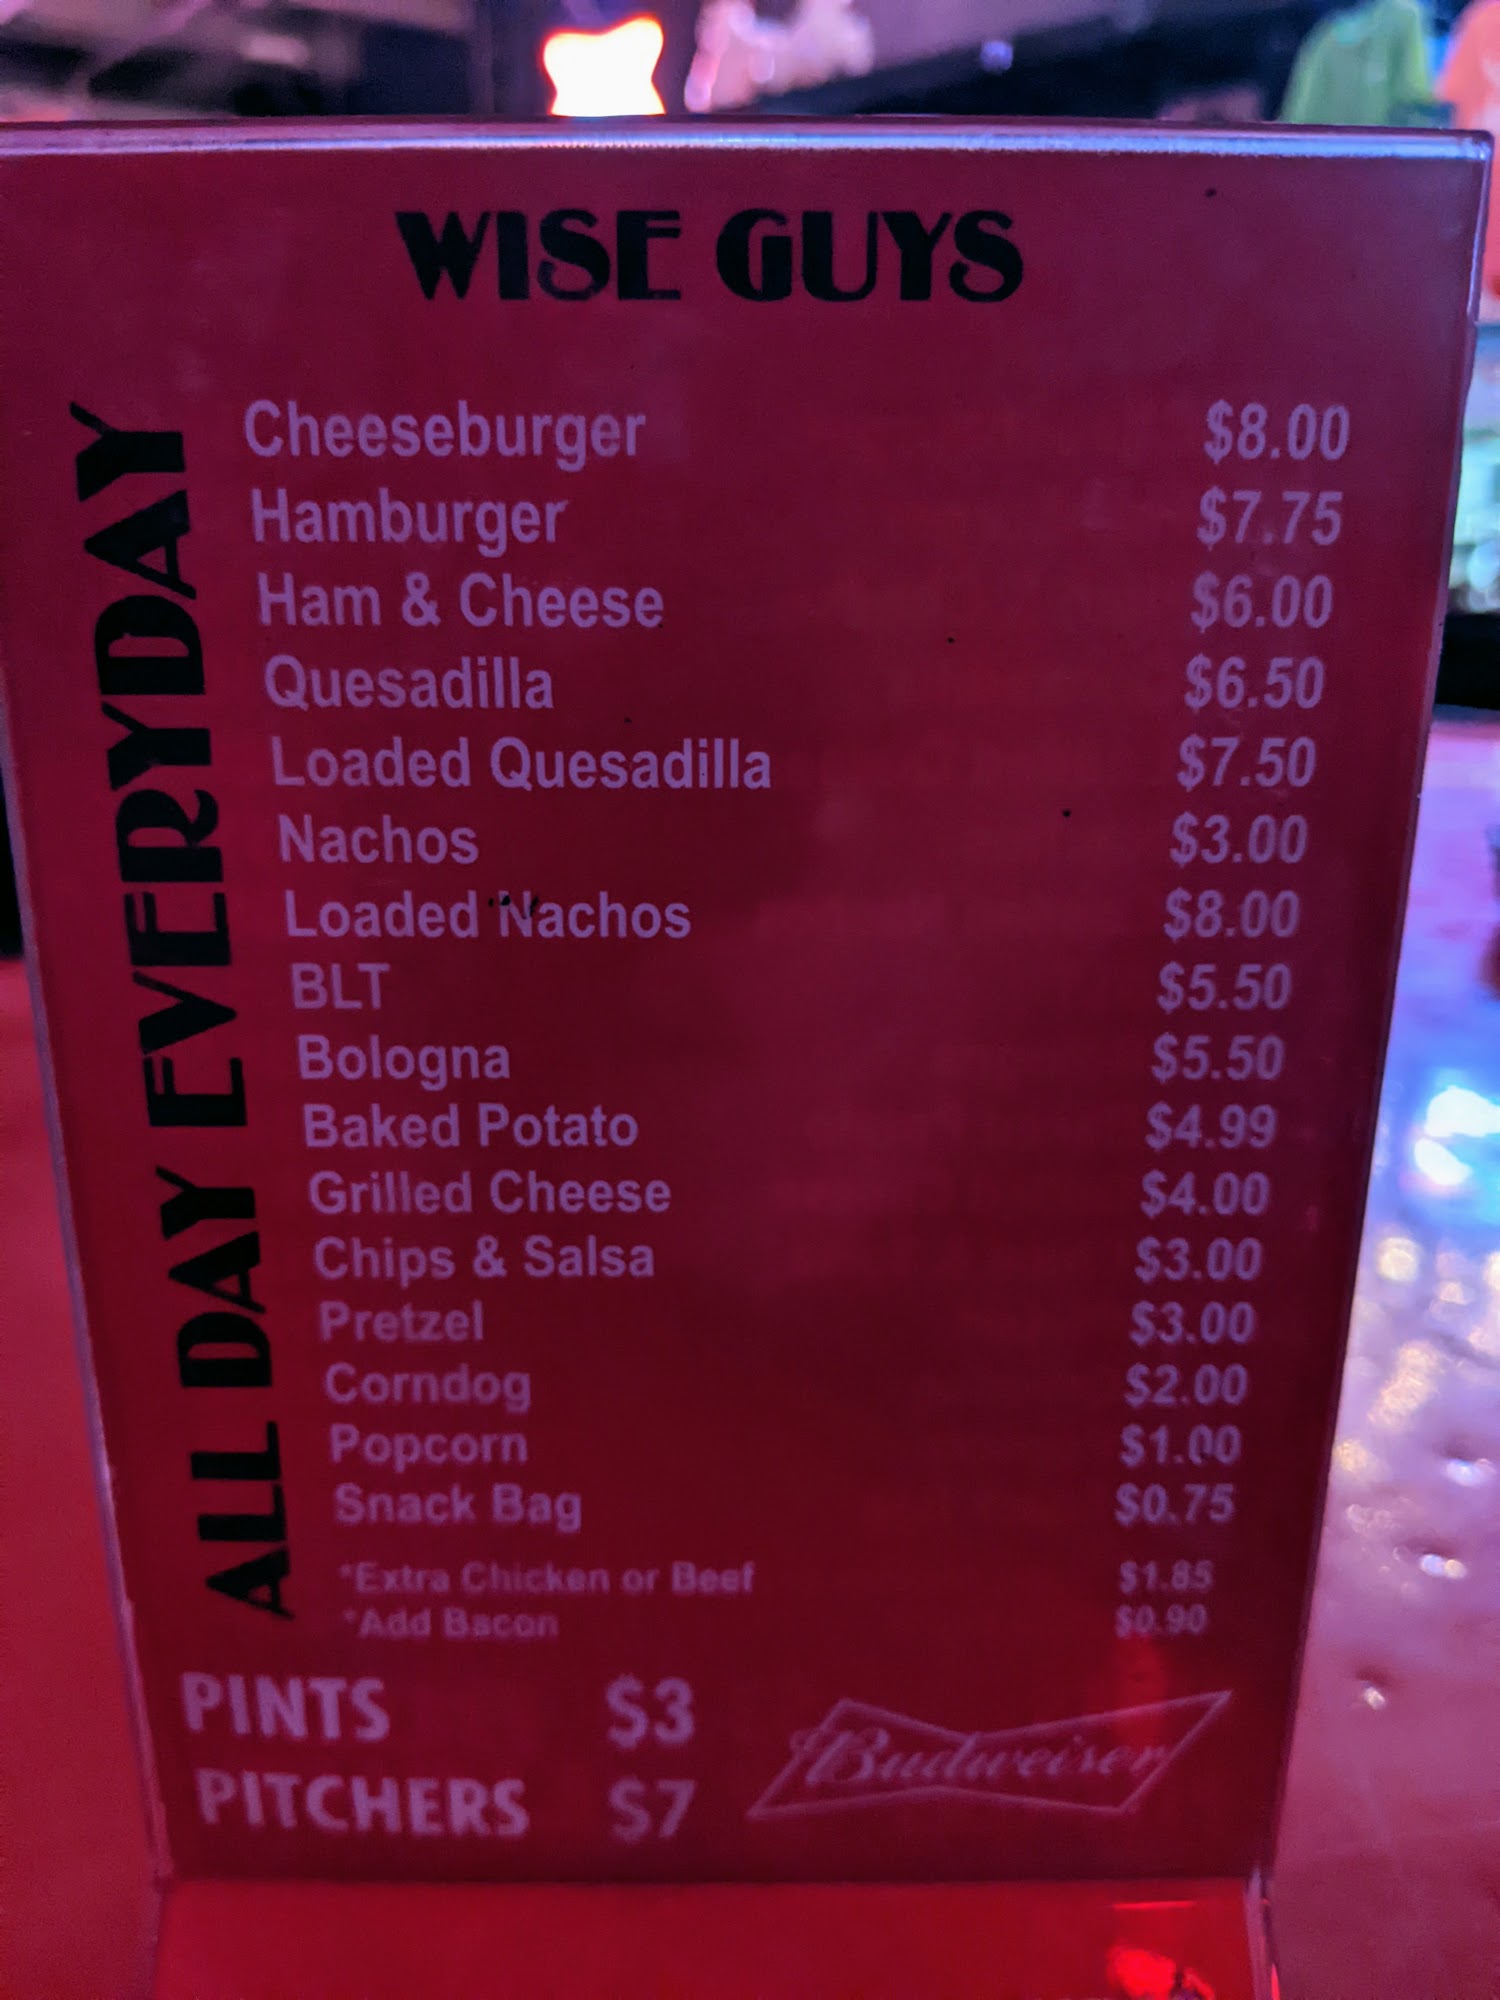 WISE GUYS
ALL DAY EVERYDAY
Cheeseburger $8.00
Hamburger $7.75
Ham & Cheese $6.00
Quesadilla $6.50
Loaded Quesadilla $7.50
Nachos $3.00
Loaded Nachos $8.00
BLT $5.50
Bologna $5.50
Baked Potato $4.99
Grilled Cheese $4.00
Chips & Salsa $3.00
Pretzel $3.00
Corndog $2.00
Popcorn $1.00
Snack Bag $0.75
*Extra Chicken or Beef $1.85
*Add Bacon $0.90
PINTS $3
PITCHERS $7
Budweiser